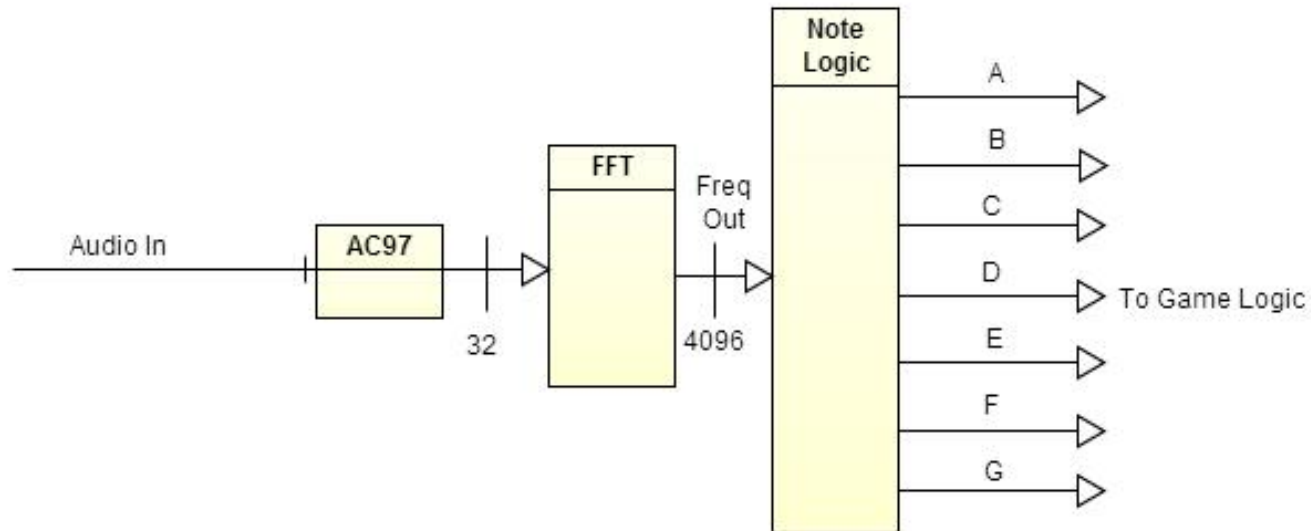 Audio In
AC97
32
FFT
Freq
Out
4096
Note
Logic
A
B
C
D
To Game Logic
E
F
G